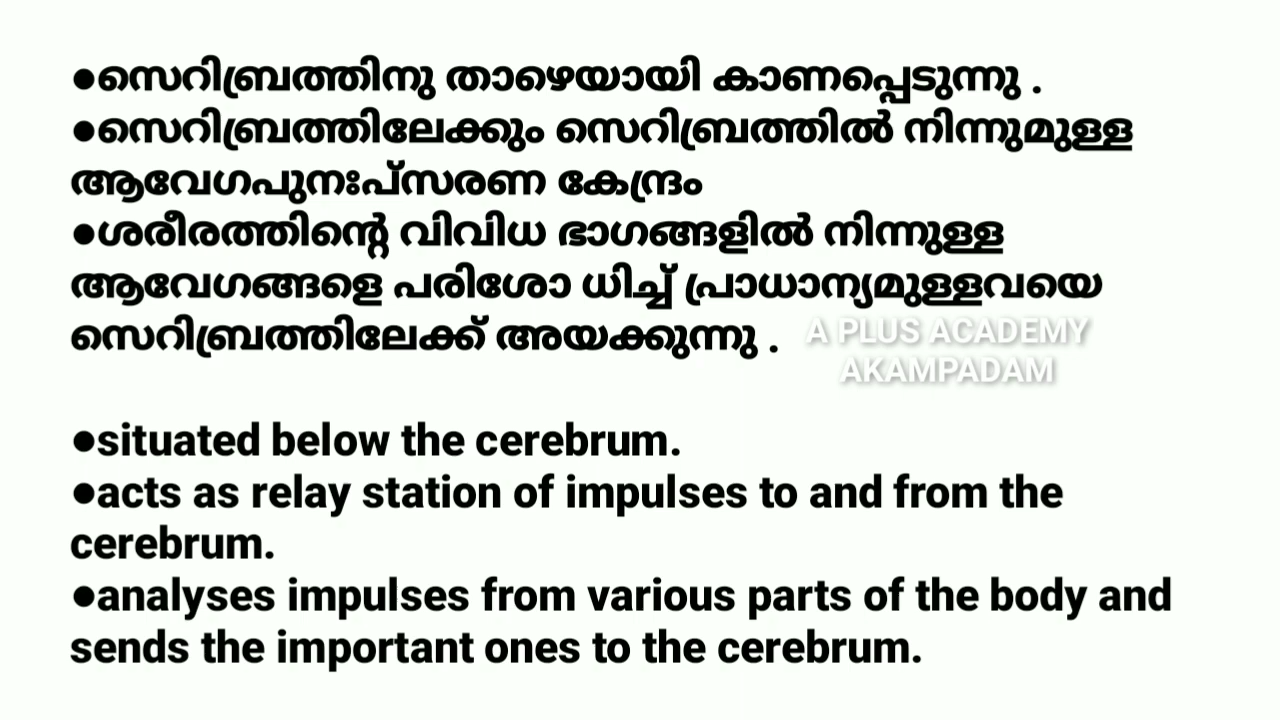 ●സെറിബ്രത്തിനു താഴെയായി കാണപ്പെടുന്നു .
●സെറിബ്രത്തിലേക്കും സെറിബ്രത്തിൽ നിന്നുമുള്ള
ആവേഗപുനഃപ്സരണ കേന്ദ്രം
●ശരീരത്തിന്റെ വിവിധ ഭാഗങ്ങളിൽ നിന്നുള്ള
ആവേഗങ്ങളെ പരിശോ ധിച്ച് പ്രാധാന്യമുള്ളവയെ
സെറിബ്രത്തിലേക്ക് അയക്കുന്നു .
A PLUS ACADEMY
AKAMPADAM
●situated below the cerebrum.
●acts as relay station of impulses to and from the
cerebrum.
●analyses impulses from various parts of the body and
sends the important ones to the cerebrum.